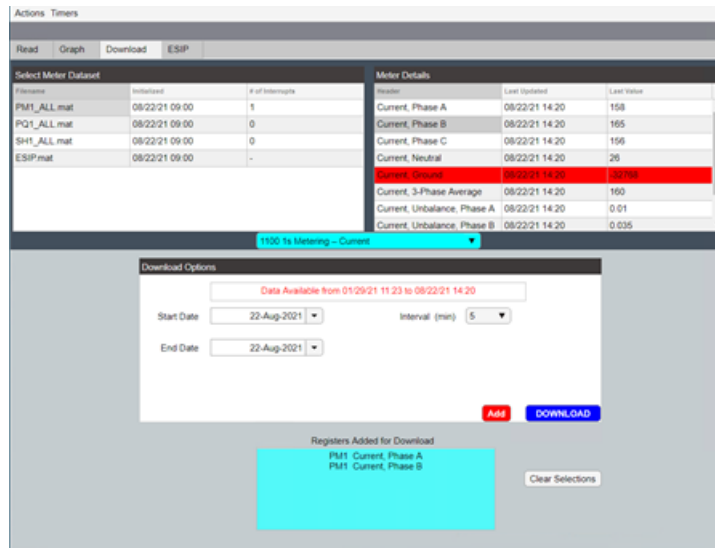 Actions Timers
Read Graph Download ESIP
Select Meter Dataset
Filename Initialized # of Interrupts
PM1_ALL.mat 08/22/21 09:00 1
PQ1_ALL.mat 08/22/21 09:00 0
SH1_ALL.mat 08/22/21 09:00 0
ESIP.mat 08/22/21 09:00 -
Meter Details
Header Last Updated Last Value
Current, Phase A 08/22/21 14:20 158
Current, Phase B 08/22/21 14:20 165
Current, Phase C 08/22/21 14:20 156
Current, Neutral 08/22/21 14:20 26
Current, Ground 08/22/21 14:20 -32768
Current, 3-Phase Average 08/22/21 14:20 160
Current, Unbalance, Phase A 08/22/21 14:20 0.01
Current, Unbalance, Phase B 08/22/21 14:20 0.035
1100 1s Metering – Current
Download Options
Data Available from 01/29/21 11:23 to 08/22/21 14:20
Start Date 22-Aug-2021 Interval (min) 5
End Date 22-Aug-2021
Add DOWNLOAD
Registers Added for Download
PM1 Current, Phase A
PM1 Current, Phase B
Clear Selections